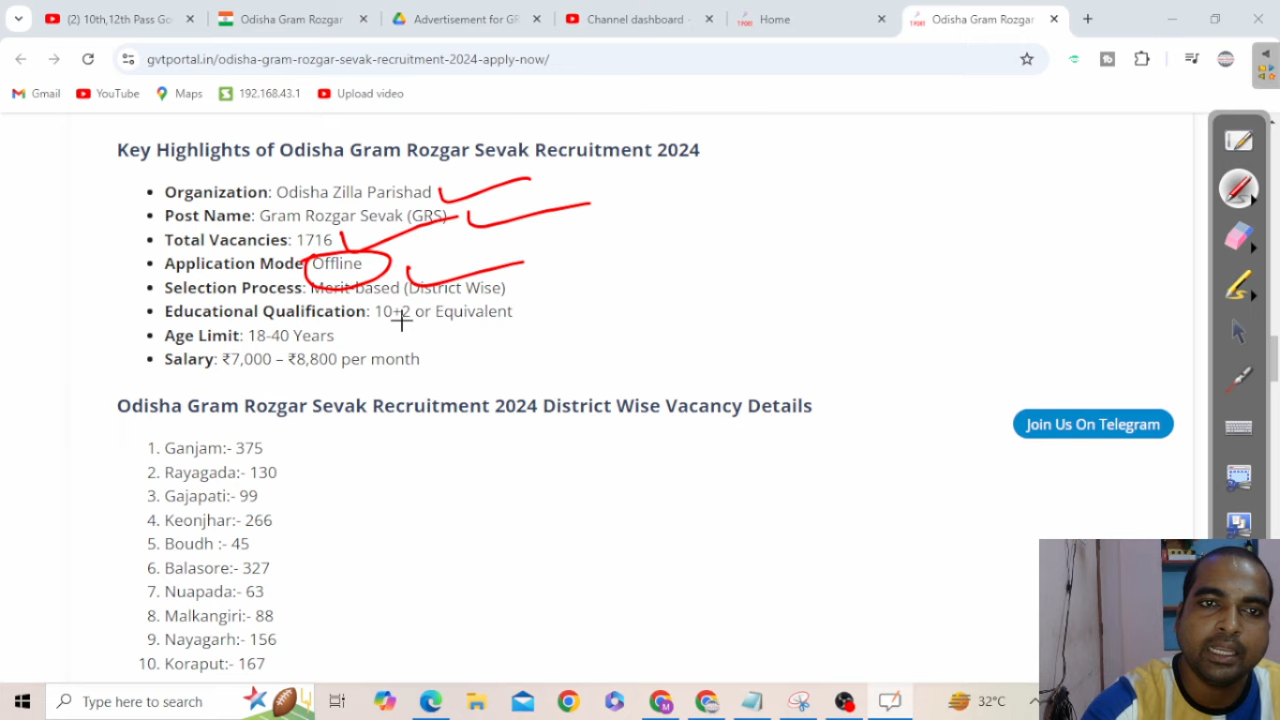 (2) 10th,12th Pass Go
Odisha Gram Rozgar
Advertisement for GR
Channel dashboard -
Home
Odisha Gram Rozgar
gvtportal.in/odisha-gram-rozgar-sevak-recruitment-2024-apply-now/
Gmail
YouTube
Maps
192.168.43.1
Upload video
Key Highlights of Odisha Gram Rozgar Sevak Recruitment 2024
• Organization: Odisha Zilla Parishad
• Post Name: Gram Rozgar Sevak (GRS)
• Total Vacancies: 1716
• Application Mode: Offline
• Selection Process: Merit-based (District Wise)
• Educational Qualification: 10+2 or Equivalent
• Age Limit: 18-40 Years
• Salary: ₹7,000 – ₹8,800 per month
Odisha Gram Rozgar Sevak Recruitment 2024 District Wise Vacancy Details
Join Us On Telegram
1. Ganjam:- 375
2. Rayagada:- 130
3. Gajapati:- 99
4. Keonjhar:- 266
5. Boudh :- 45
6. Balasore:- 327
7. Nuapada:- 63
8. Malkangiri:- 88
9. Nayagarh:- 156
10. Koraput:- 167
Type here to search
32°C